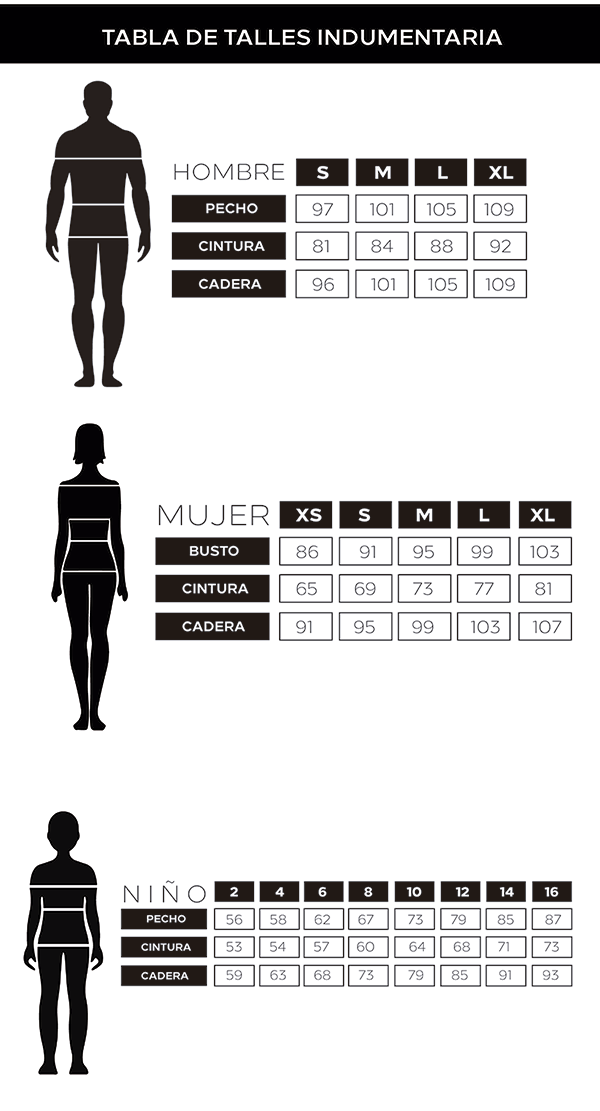 TABLA DE TALLES INDUMENTARIA
HOMBRE S M L XL
PECHO 97 101 105 109
CINTURA 81 84 88 92
CADERA 96 101 105 109
MUJER XS S M L XL
BUSTO 86 91 95 99 103
CINTURA 65 69 73 77 81
CADERA 91 95 99 103 107
NIÑO 2 4 6 8 10 12 14 16
PECHO 56 58 62 67 73 79 85 87
CINTURA 53 54 57 60 64 68 71 73
CADERA 59 63 68 73 79 85 91 93